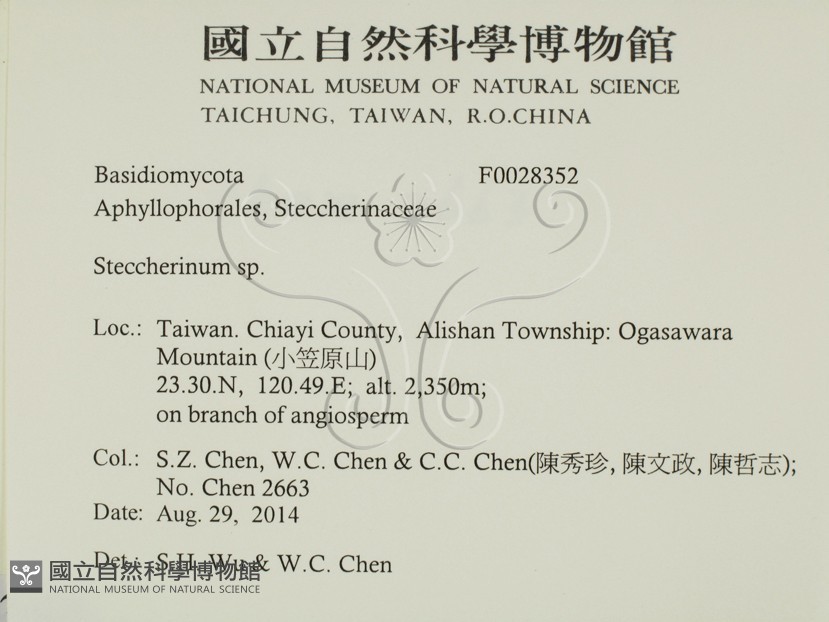 國立自然科學博物館
NATIONAL MUSEUM OF NATURAL SCIENCE
TAICHUNG, TAIWAN, R.O.CHINA
Basidiomycota F0028352
Aphyllophorales, Steccherinaceae
Steccherinum sp.
Loc.: Taiwan. Chiayi County, Alishan Township: Ogasawara
Mountain (小笠原山)
23.30.N, 120.49.E; alt. 2,350m;
on branch of angiosperm
Col.: S.Z. Chen, W.C. Chen & C.C. Chen(陳秀珍, 陳文政, 陳哲志);
No. Chen 2663
Date: Aug. 29, 2014
Det.: S.H. Wu & W.C. Chen
國立自然科學博物館
NATIONAL MUSEUM OF NATURAL SCIENCE